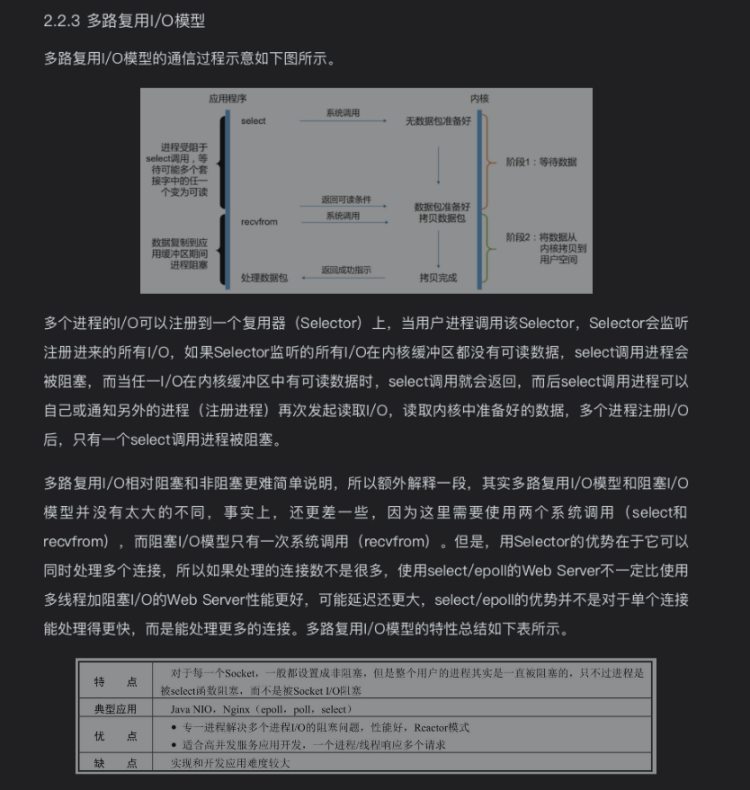 2.2.3 多路复用I/O模型
多路复用I/O模型的通信过程示意如下图所示。
应用程序
内核
select
系统调用
无数据包准备好
进程受阻于
select调用，等
待可能多个套
接字中的任一
个变为可读
阶段1：等待数据
返回可读条件
数据包准备好
recvfrom
系统调用
拷贝数据包
数据复制到应
用缓冲区期间
进程阻塞
阶段2：将数据从
内核拷贝到
用户空间
处理数据包
返回成功指示
拷贝完成
多个进程的I/O可以注册到一个复用器（Selector）上，当用户进程调用该Selector，Selector会监听
注册进来的所有I/O，如果Selector监听的所有I/O在内核缓冲区都没有可读数据，select调用进程会
被阻塞，而当任一I/O在内核缓冲区中有可读数据时，select调用就会返回，而后select调用进程可以
自己或通知另外的进程（注册进程）再次发起读取I/O，读取内核中准备好的数据，多个进程注册I/O
后，只有一个select调用进程被阻塞。
多路复用I/O相对阻塞和非阻塞更难简单说明，所以额外解释一段，其实多路复用I/O模型和阻塞I/O
模型并没有太大的不同，事实上，还更差一些，因为这里需要使用两个系统调用（select和
recvfrom），而阻塞I/O模型只有一次系统调用（recvfrom）。但是，用Selector的优势在于它可以
同时处理多个连接，所以如果处理的连接数不是很多，使用select/epoll的Web Server不一定比使用
多线程加阻塞I/O的Web Server性能更好，可能延迟还更大，select/epoll的优势并不是对于单个连接
能处理得更快，而是能处理更多的连接。多路复用I/O模型的特性总结如下表所示。
特 点
对于每一个Socket，一般都设置成非阻塞，但是整个用户的进程其实是一直被阻塞的，只不过进程是
被select函数阻塞，而不是被Socket I/O阻塞
典型应用
Java NIO，Nginx（epoll，poll，select）
优 点
• 专一进程解决多个进程I/O的阻塞问题，性能好，Reactor模式
• 适合高并发服务应用开发，一个进程/线程响应多个请求
缺 点
实现和开发应用难度较大